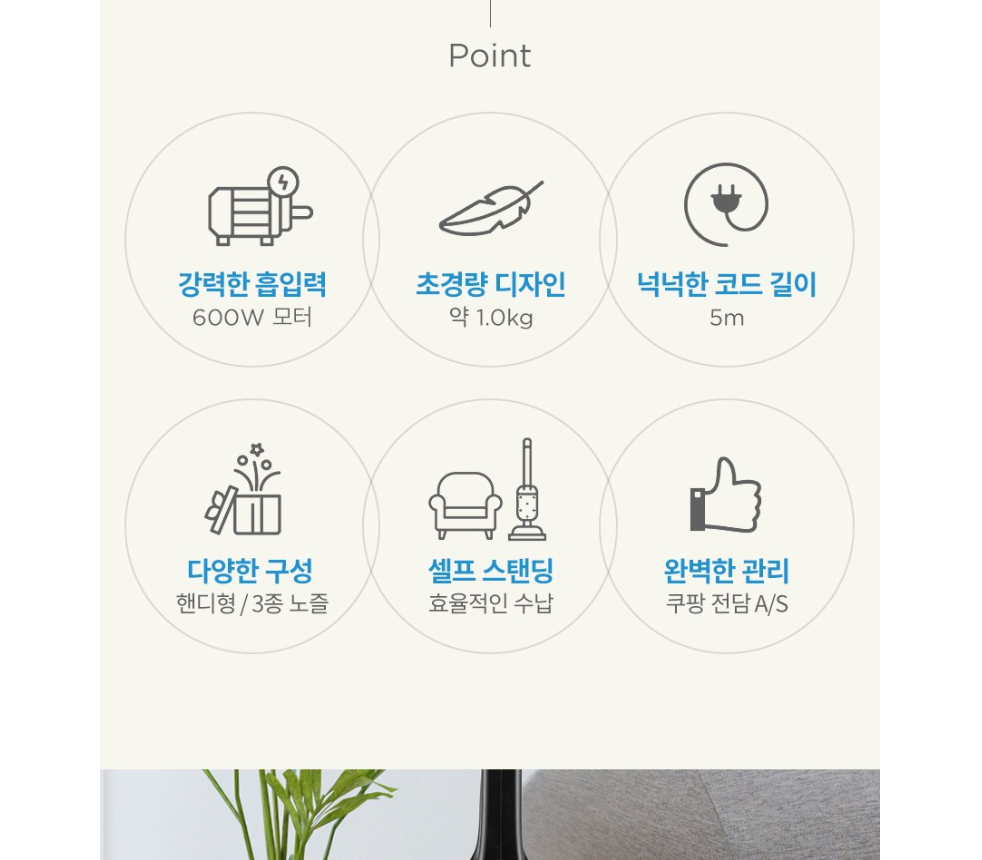 Point
강력한 흡입력
600W 모터
초경량 디자인
약 1.0kg
넉넉한 코드 길이
5m
다양한 구성
핸디형 / 3종 노즐
셀프 스탠딩
효율적인 수납
완벽한 관리
쿠팡 전담 A/S